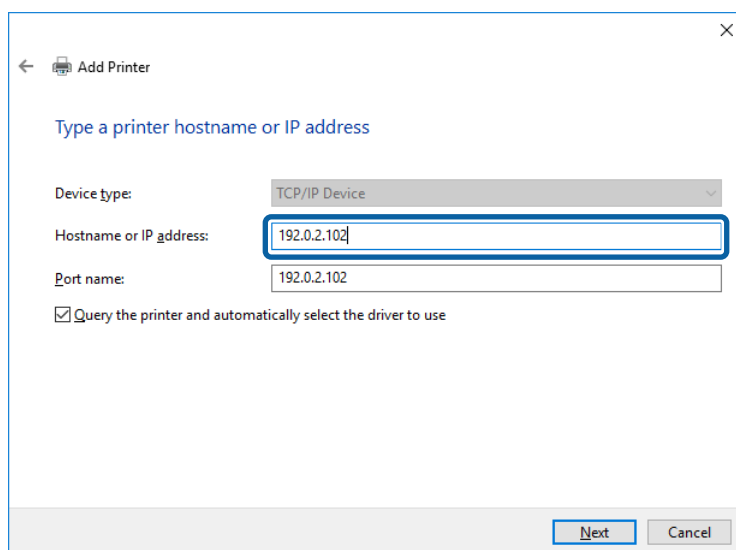 Add Printer
Type a printer hostname or IP address
Device type: TCP/IP Device
Hostname or IP address: 192.0.2.102
Port name: 192.0.2.102
Query the printer and automatically select the driver to use
Next Cancel